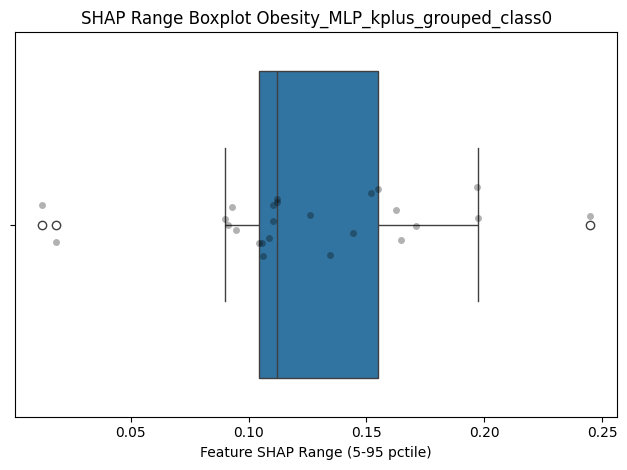 SHAP Range Boxplot Obesity_MLP_kplus_grouped_class0
0.05 0.10 0.15 0.20 0.25
Feature SHAP Range (5-95 pctile)